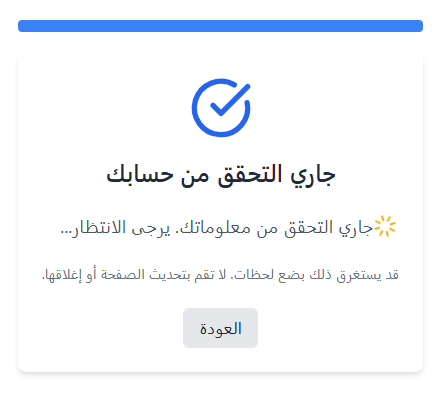 جاري التحقق من حسابك
جاري التحقق من معلوماتك. يرجى الانتظار...
قد يستغرق ذلك بضع لحظات. لا تقم بتحديث الصفحة أو إغلاقها.
العودة